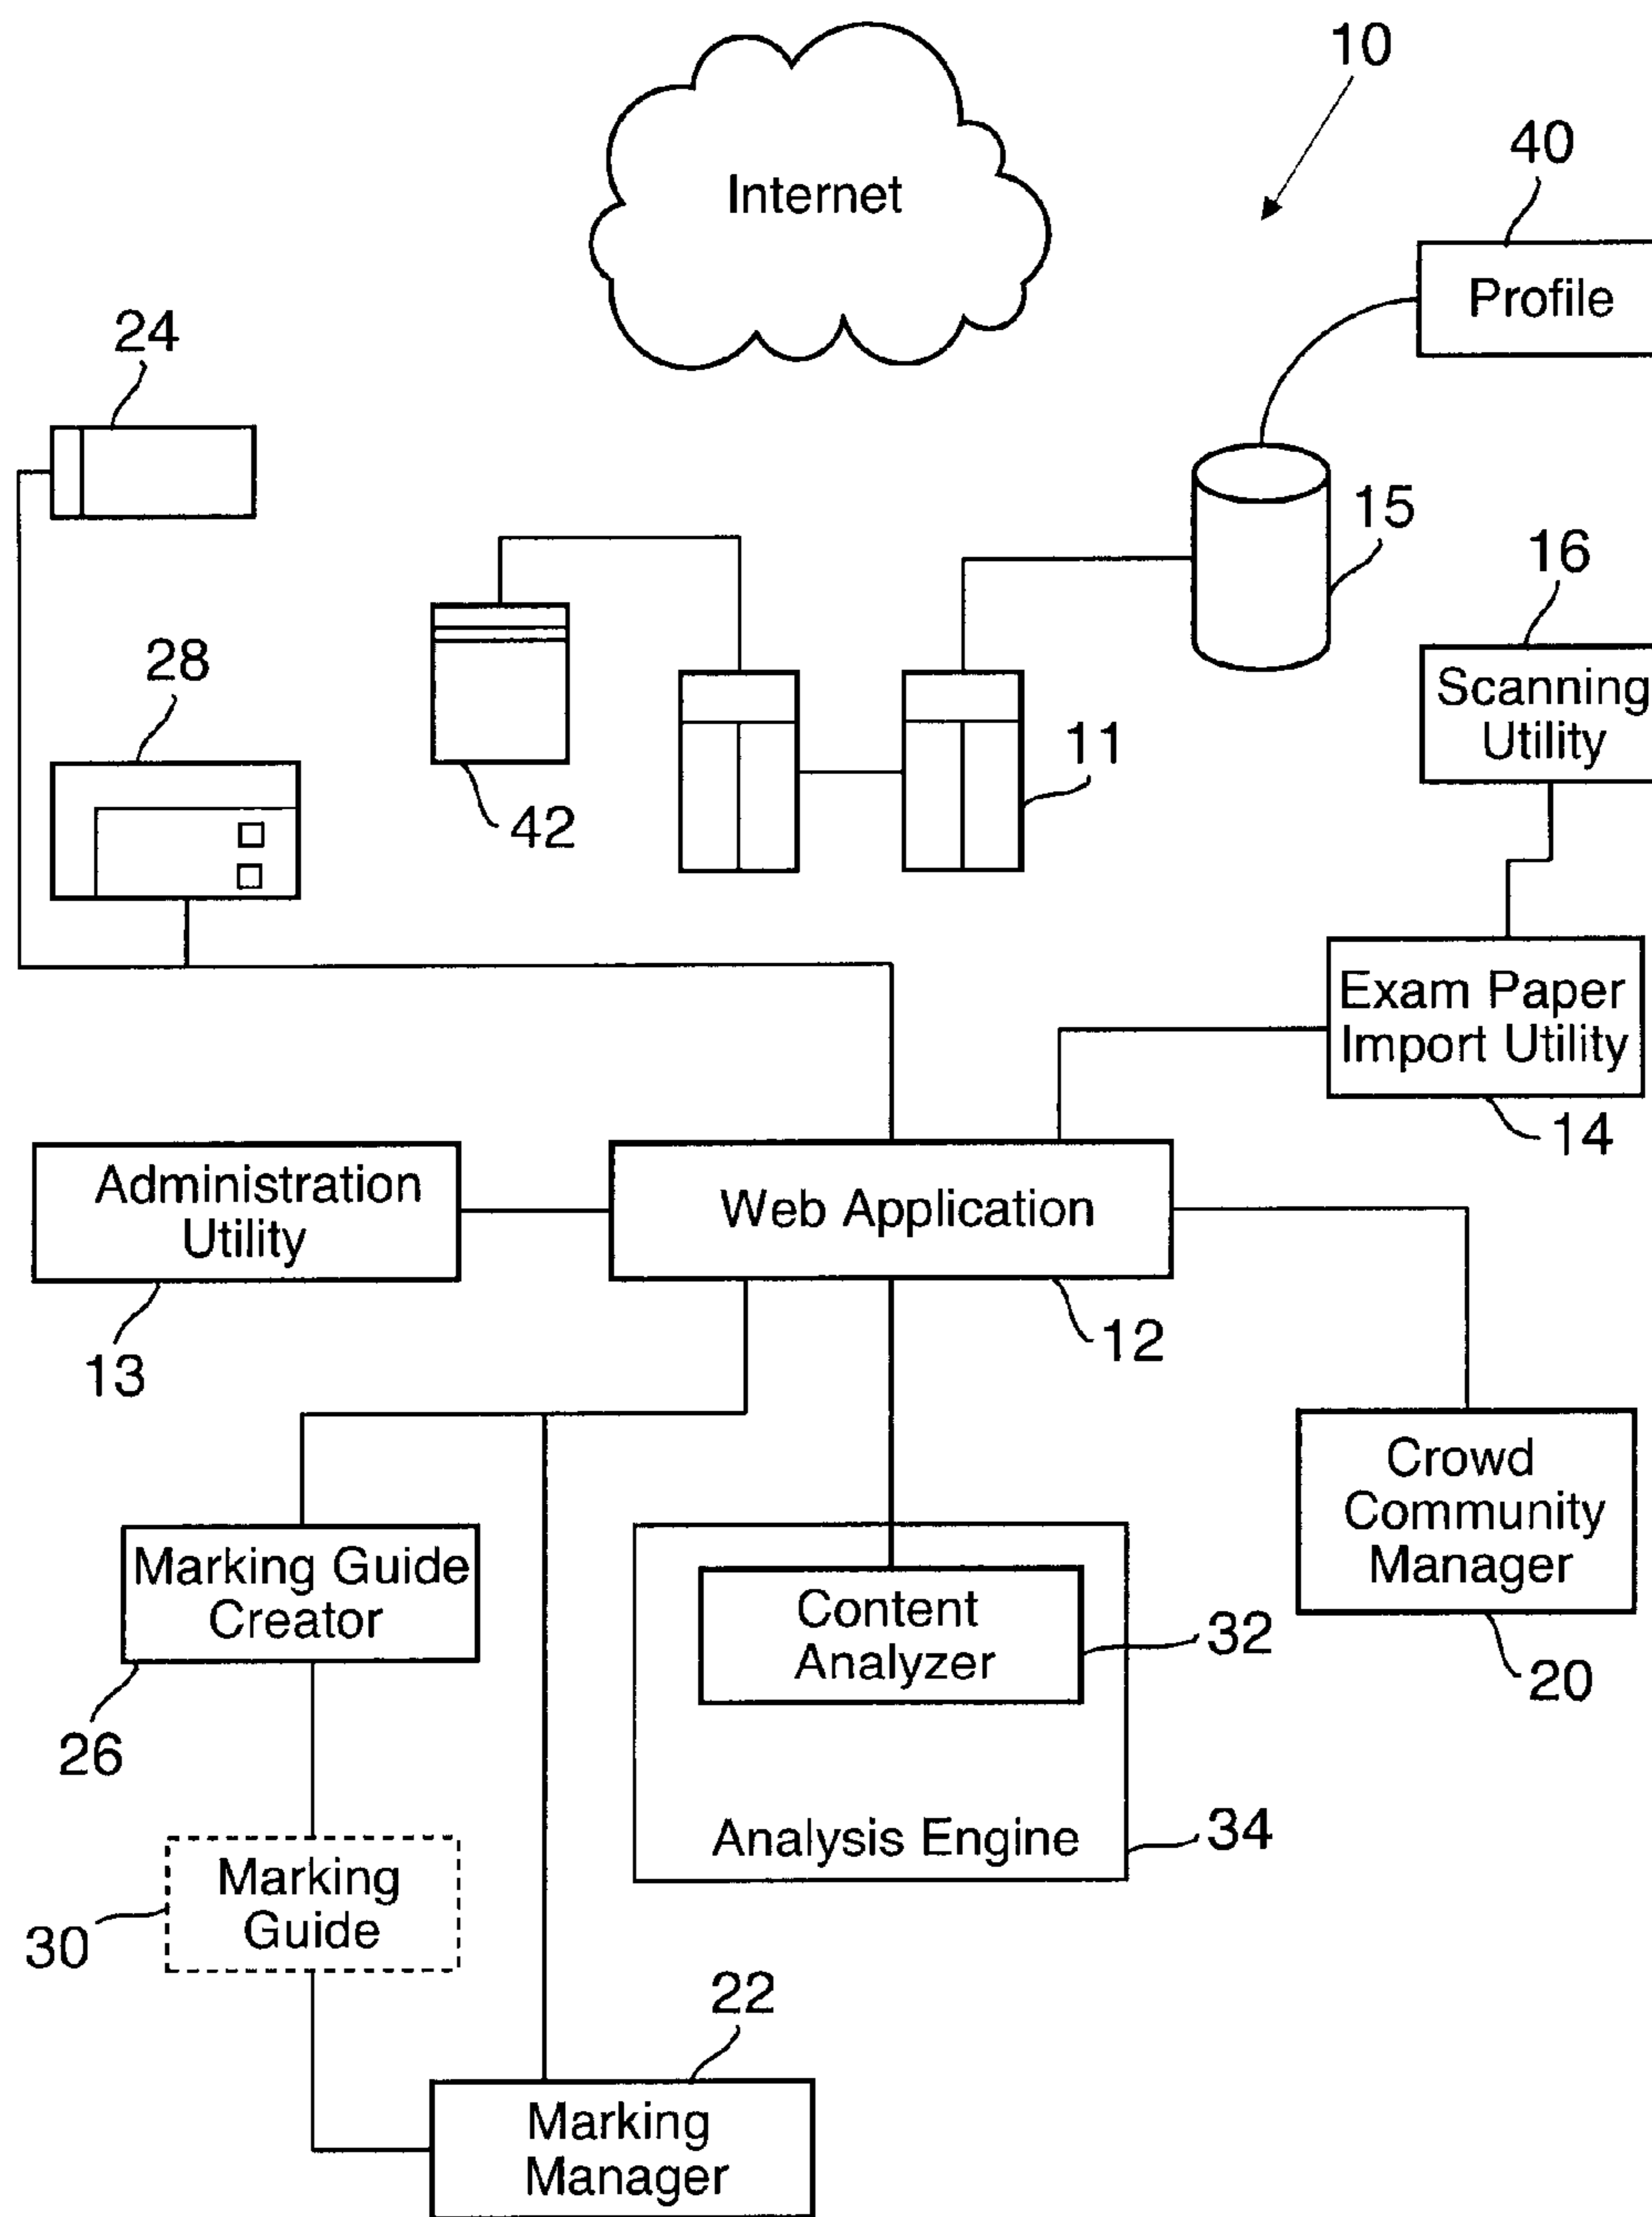 10
Internet
40
Profile
24
15
16
Scanning
Utility
28
11
42
Exam Paper
Import Utility
14
Administration
Utility
Web Application
13
12
Crowd
Community
Manager
Marking Guide
Creator
Content
Analyzer
32
20
26
Analysis Engine
34
Marking
Guide
30
22
Marking
Manager